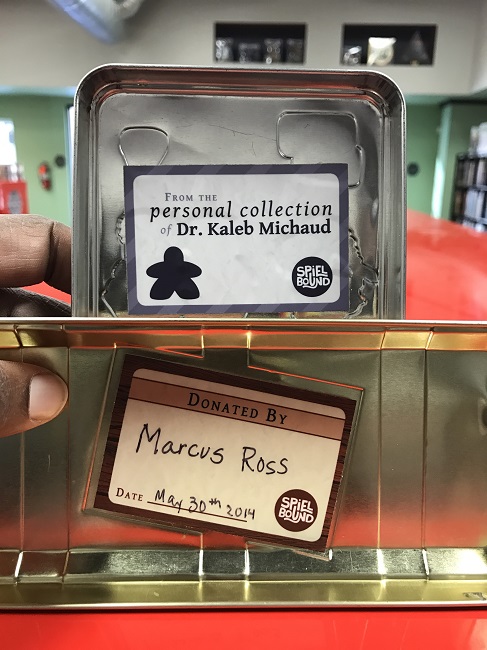 From the
personal collection
of Dr. Kaleb Michaud
SPIEL
BOUND
Donated By
Marcus Ross
Date May 30th 2014
SPIEL
BOUND